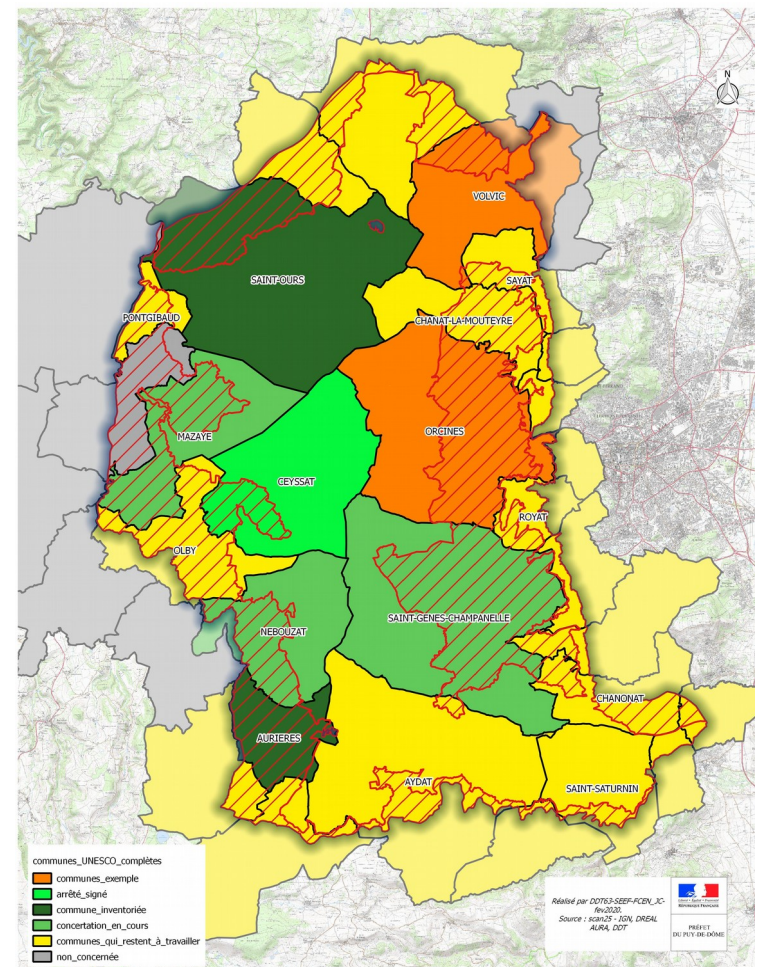 N
VOLVIC
SAINT-OURS
SAYAT
PONTGIBAUD
CHANAT-LA-MOUTEYRE
ORCINES
MAZAYE
CEYSSAT
ROYAT
OLBY
SAINT-GENES-CHAMPANELLE
NEBOUZAT
CHANONAT
AURIERES
AYDAT
SAINT-SATURNIN
communes_UNESCO_complètes
communes_exemple
arrêté_signé
commune_inventoriée
concertation_en_cours
communes_qui_restent_à_travailler
non_concernée
Réalisé par DDT63-SEEF-FCEN_JC-
fev2020.
Source : scan25 - IGN, DREAL
AURA, DDT
PRÉFET
DU PUY-DE-DÔME